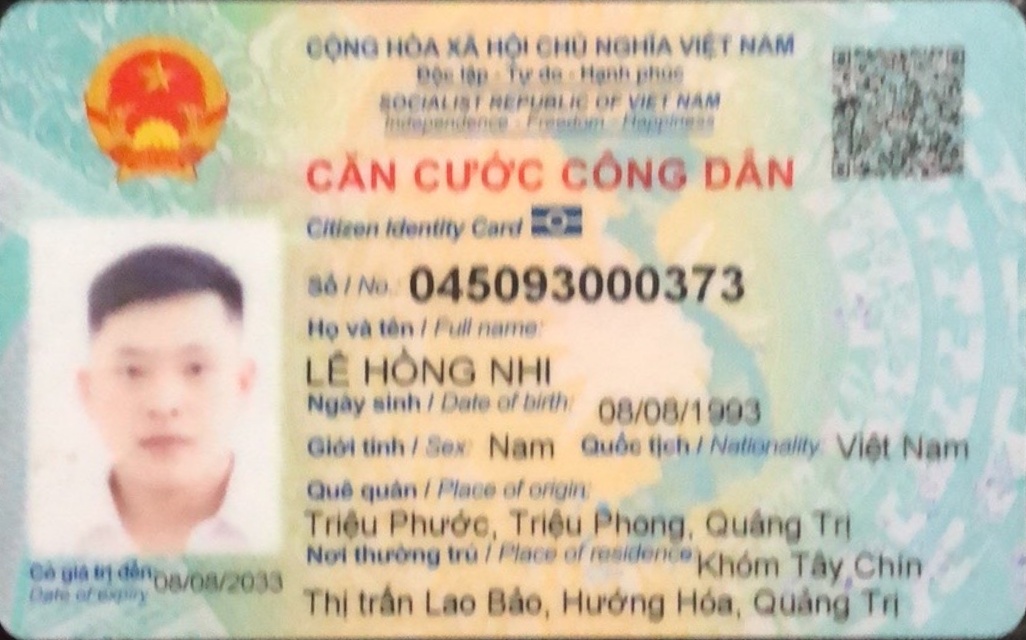 CỘNG HÒA XÃ HỘI CHỦ NGHĨA VIỆT NAM
Độc lập - Tự do - Hạnh phúc
SOCIALIST REPUBLIC OF VIET NAM
Independence - Freedom - Happiness
CĂN CƯỚC CÔNG DÂN
Citizen Identity Card
Số / No.: 045093000373
Họ và tên / Full name:
LÊ HỒNG NHI
Ngày sinh / Date of birth: 08/08/1993
Giới tính / Sex: Nam Quốc tịch / Nationality: Việt Nam
Quê quán / Place of origin:
Triệu Phước, Triệu Phong, Quảng Trị
Nơi thường trú / Place of residence: Khóm Tây Chín
Thị trấn Lao Bảo, Hướng Hóa, Quảng Trị
Có giá trị đến: 08/08/2033
Date of expiry